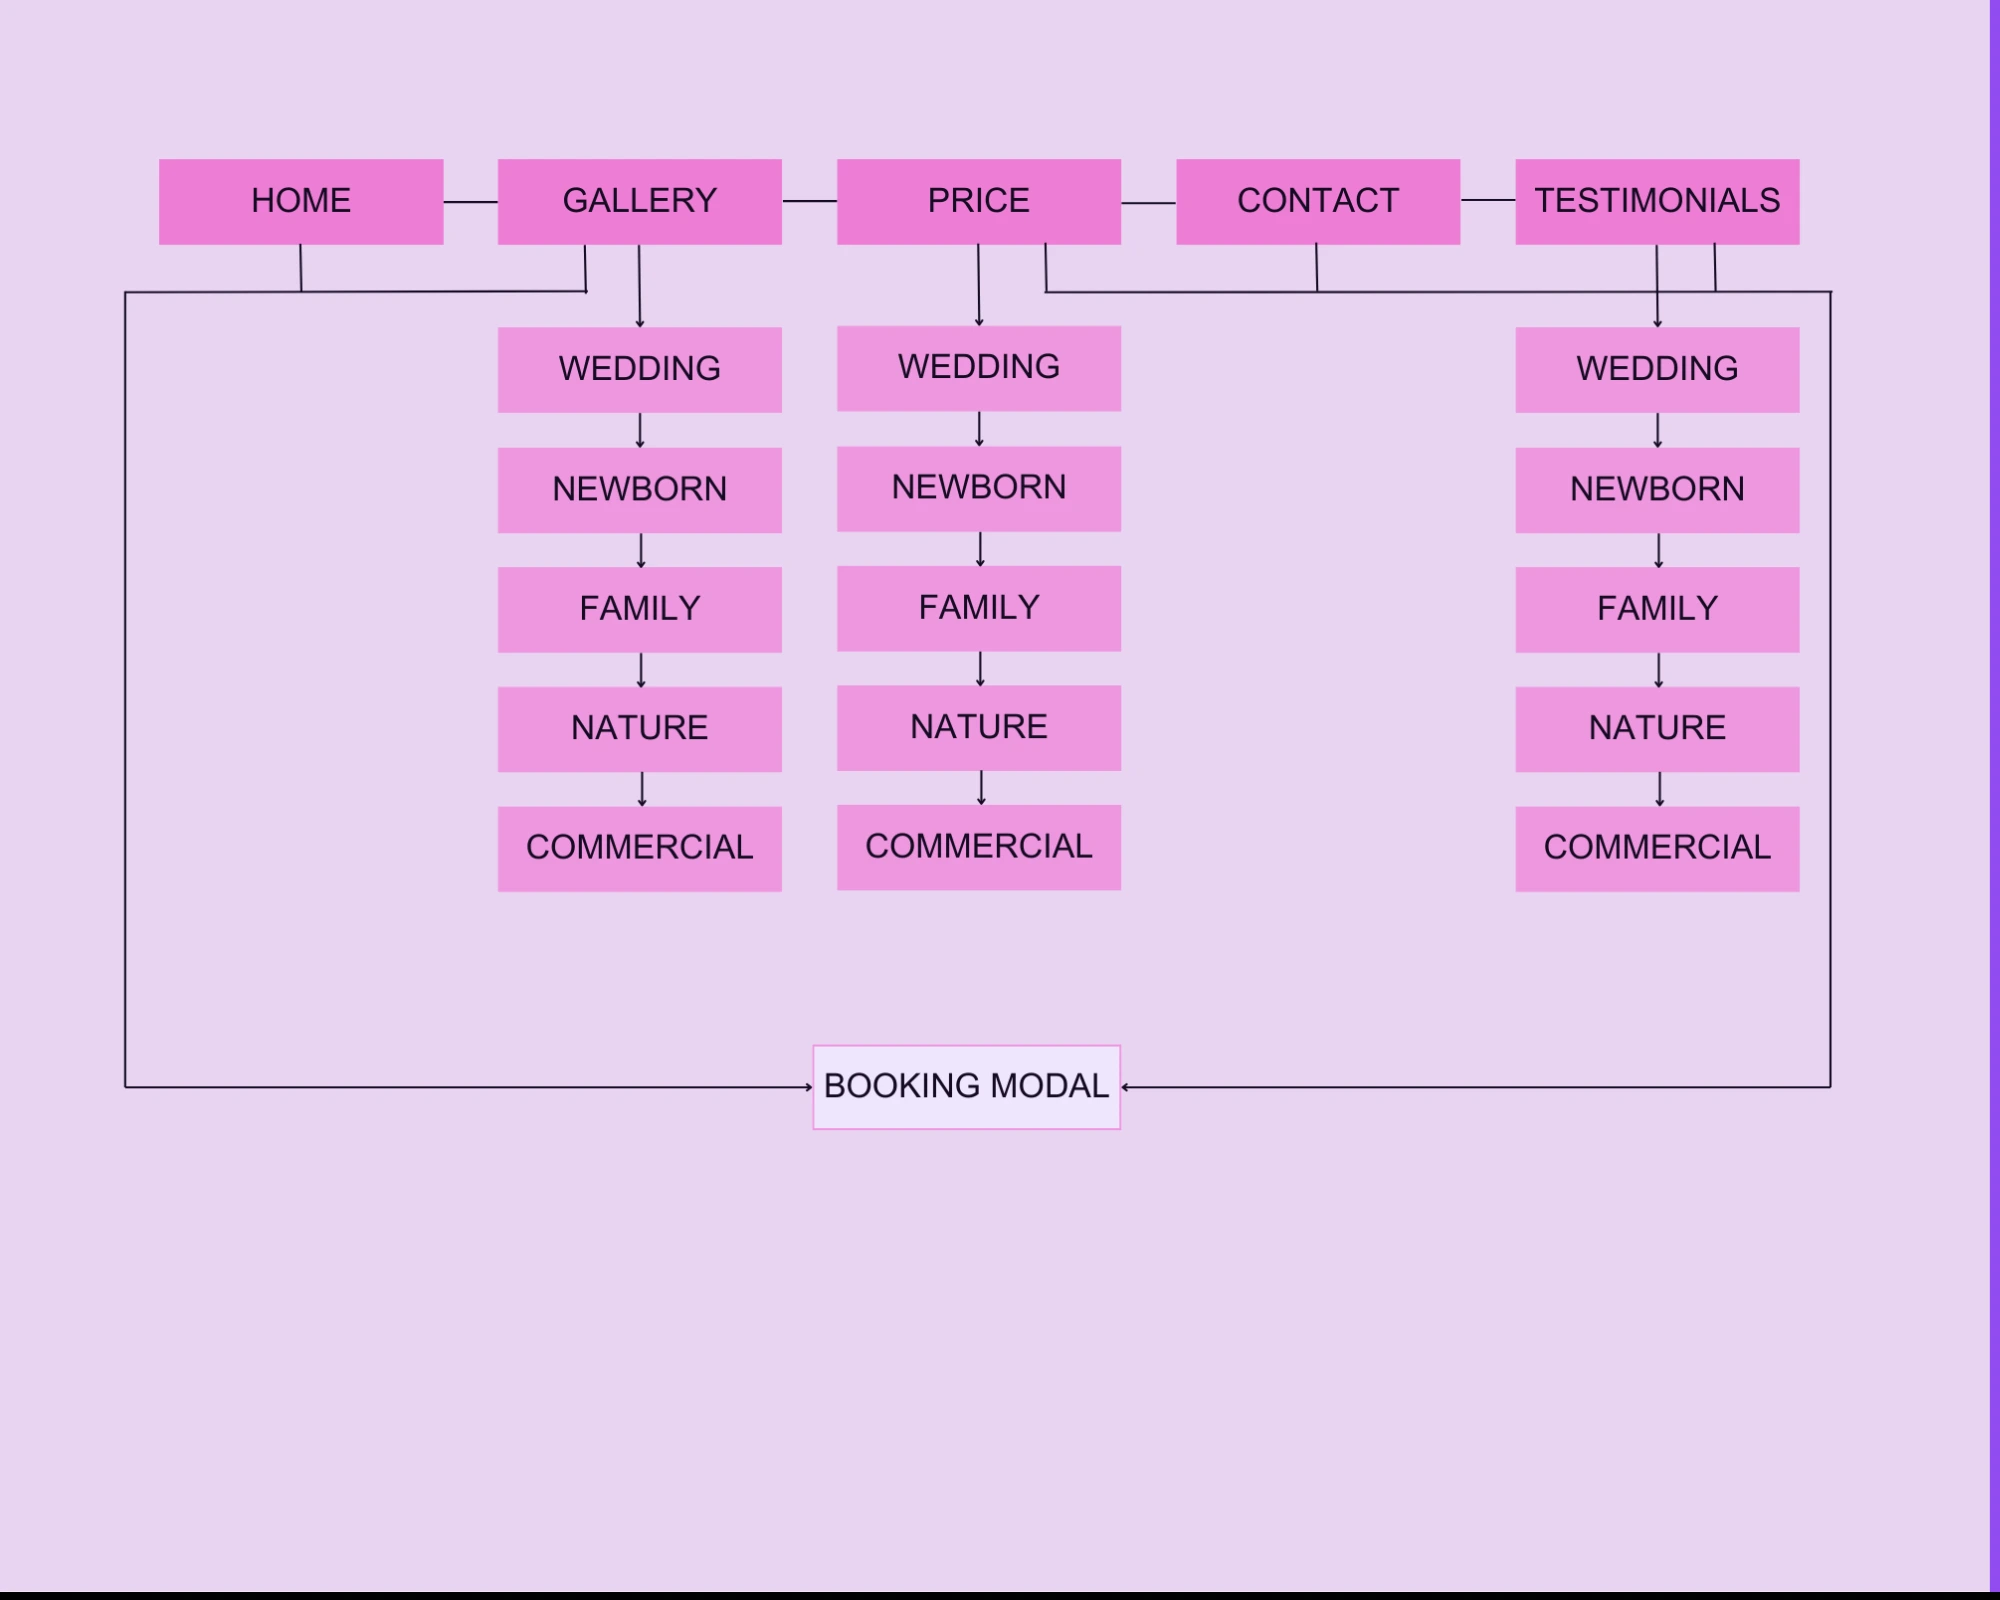 HOME
GALLERY
PRICE
CONTACT
TESTIMONIALS
WEDDING
NEWBORN
FAMILY
NATURE
COMMERCIAL
WEDDING
NEWBORN
FAMILY
NATURE
COMMERCIAL
WEDDING
NEWBORN
FAMILY
NATURE
COMMERCIAL
BOOKING MODAL